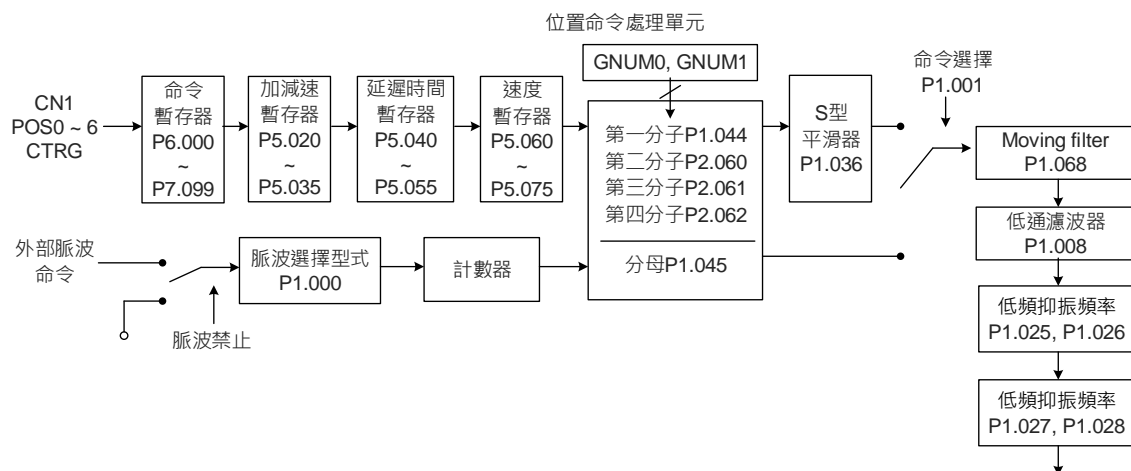 位置命令處理單元
GNUM0, GNUM1
命令選擇
P1.001
CN1
POS0 ~ 6
CTRG
命令
暫存器
P6.000
~
P7.099
加減速
暫存器
P5.020
~
P5.035
延遲時間
暫存器
P5.040
~
P5.055
速度
暫存器
P5.060
~
P5.075
第一分子P1.044
第二分子P2.060
第三分子P2.061
第四分子P2.062
分母P1.045
S型
平滑器
P1.036
Moving filter
P1.068
低通濾波器
P1.008
低頻抑振頻率
P1.025, P1.026
低頻抑振頻率
P1.027, P1.028
外部脈波
命令
脈波禁止
脈波選擇型式
P1.000
計數器